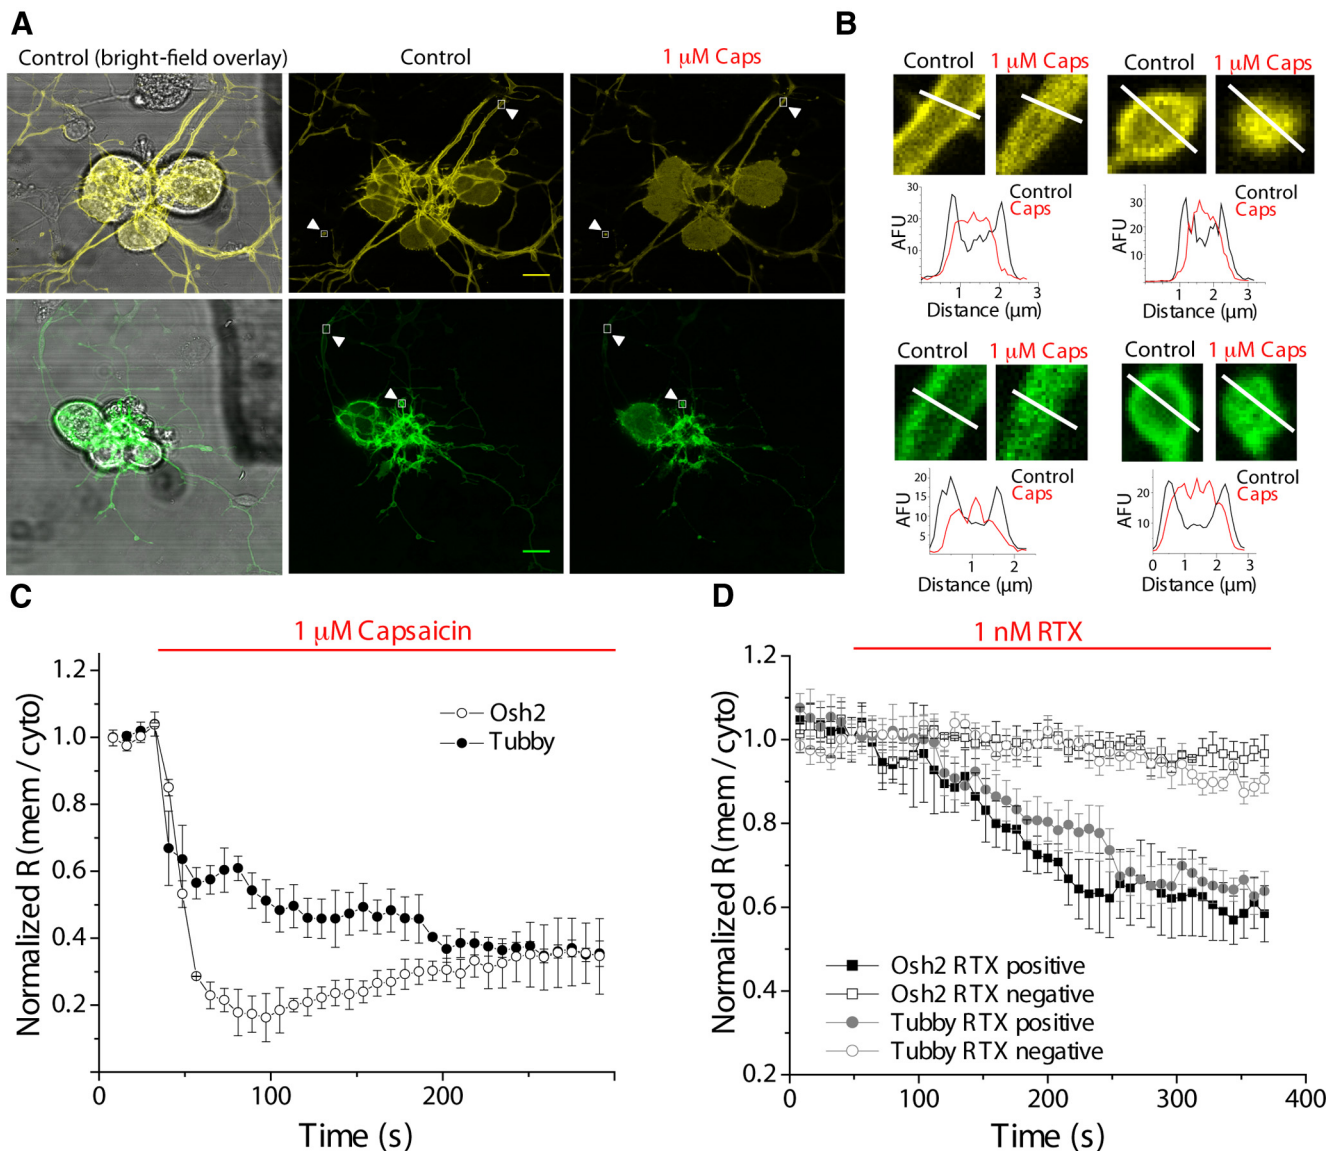 A
Control (bright-field overlay)
Control
1 µM Caps
B
Control
1 µM Caps
Control
1 µM Caps
30
20
10
AFU
Control
Caps
1
2
3
Distance (µm)
30
20
10
AFU
Control
Caps
1
2
3
Distance (µm)
Control
1 µM Caps
Control
1 µM Caps
20
15
10
5
AFU
Control
Caps
1
2
Distance (µm)
20
10
AFU
Control
Caps
0
1
2
3
Distance (µm)
C
1 µM Capsaicin
1.2
1.0
0.8
0.6
0.4
0.2
Normalized R (mem / cyto)
Osh2
Tubby
0
100
200
Time (s)
D
1 nM RTX
1.2
1.0
0.8
0.6
0.4
0.2
Normalized R (mem / cyto)
Osh2 RTX positive
Osh2 RTX negative
Tubby RTX positive
Tubby RTX negative
0
100
200
300
400
Time (s)